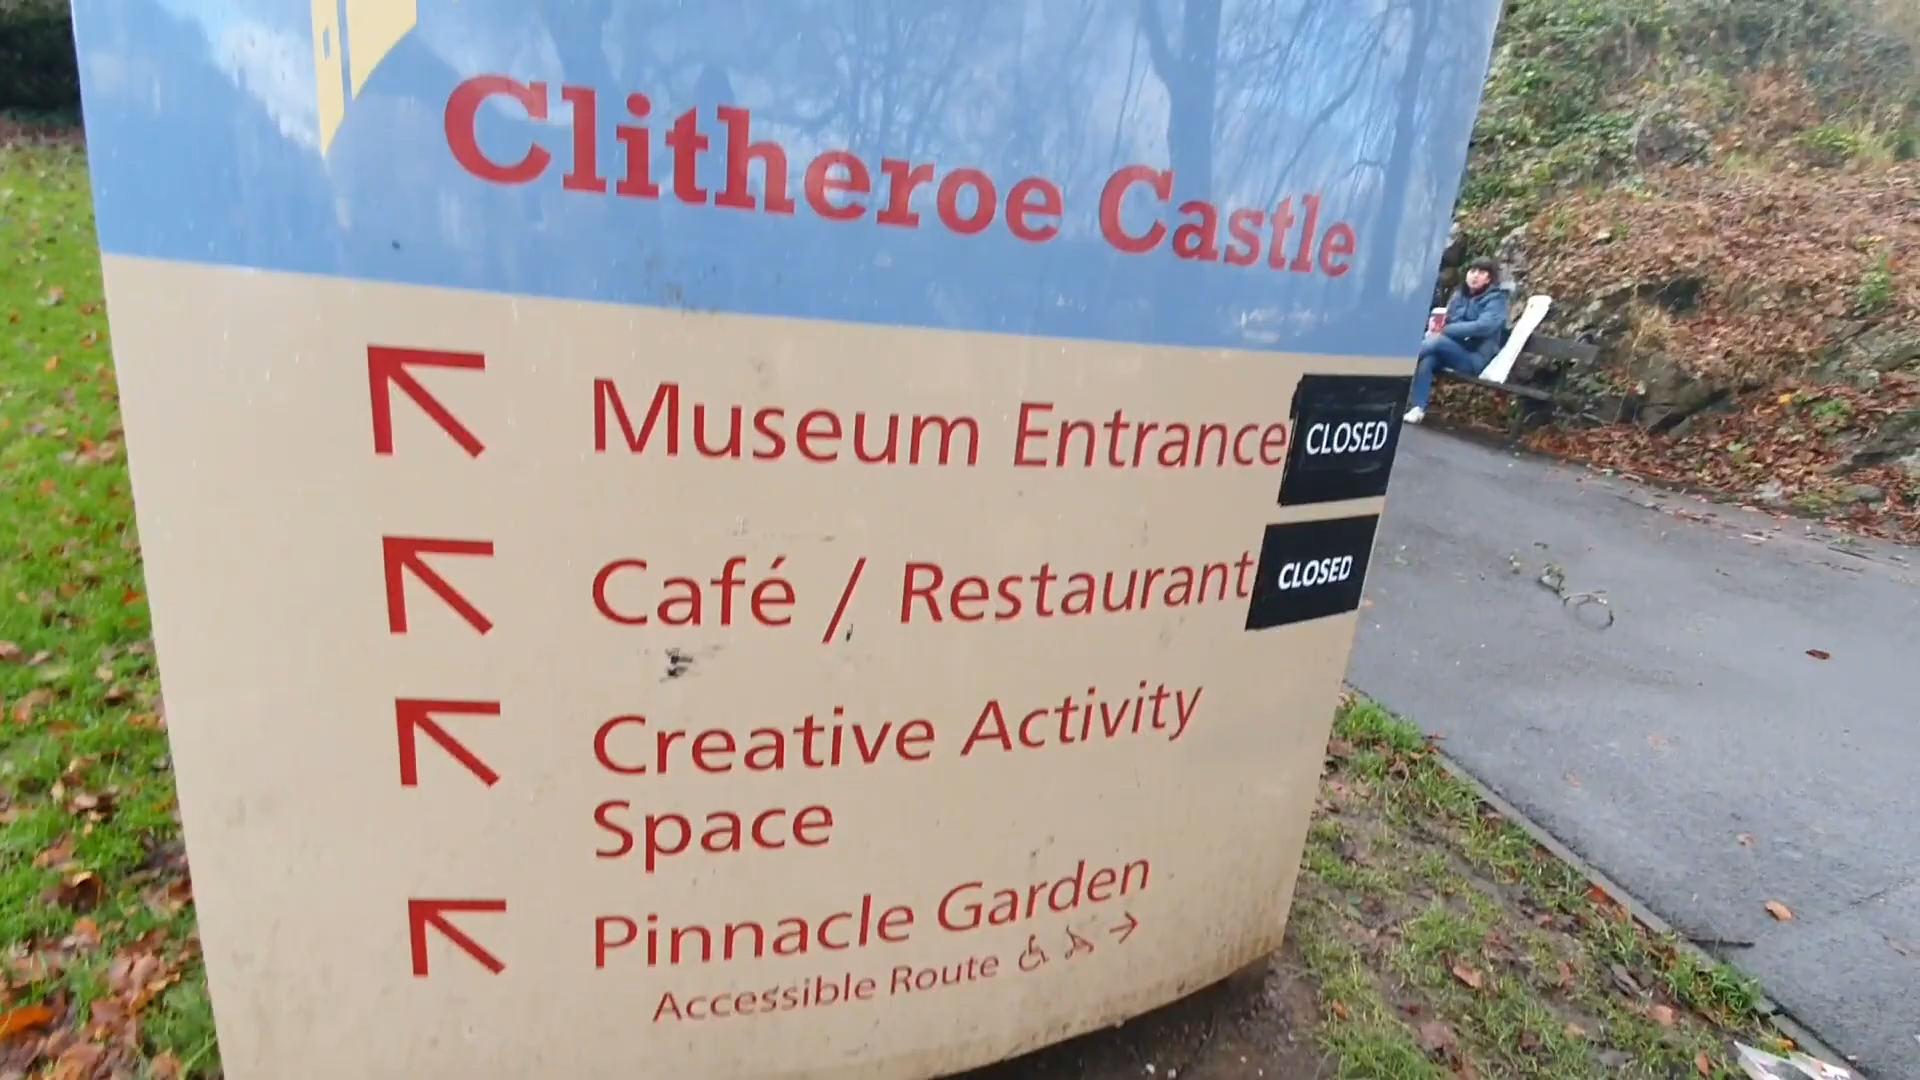 Clitheroe Castle
Museum Entrance CLOSED
Café / Restaurant CLOSED
Creative Activity
Space
Pinnacle Garden
Accessible Route